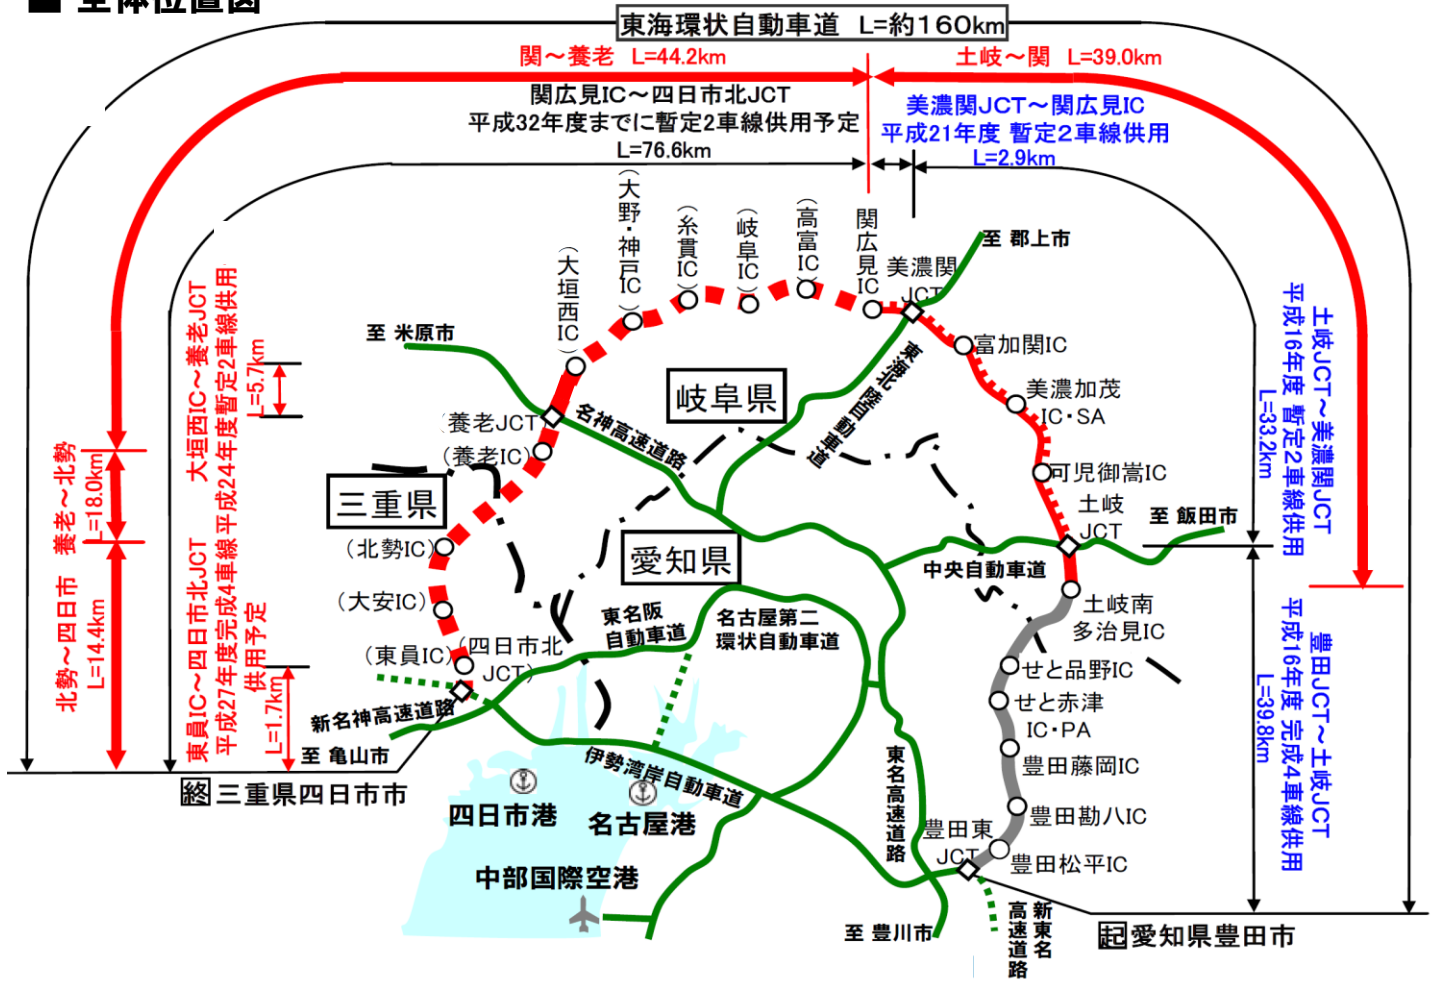 ■ 全体位置図
東海環状自動車道 L=約160km
関～養老 L=44.2km
土岐～関 L=39.0km
関広見IC～四日市北JCT
平成32年度までに暫定2車線供用予定
L=76.6km
美濃関JCT～関広見IC
平成21年度 暫定2車線供用
L=2.9km
(大垣西IC)
(大野・神戸IC)
(糸貫IC)
(岐阜IC)
(高富IC)
関広見IC
美濃関
JCT
至 郡上市
富加関IC
美濃加茂
IC・SA
可児御嵩IC
土岐
JCT
至 飯田市
土岐南
多治見IC
せと品野IC
せと赤津
IC・PA
豊田藤岡IC
豊田勘八IC
豊田松平IC
豊田東
JCT
至 米原市
(養老JCT)
(養老IC)
(北勢IC)
(大安IC)
(東員IC)
(四日市北
JCT)
岐阜県
三重県
愛知県
名神高速道路
東海北陸自動車道
中央自動車道
東名阪
自動車道
名古屋第二
環状自動車道
新名神高速道路
至 亀山市
伊勢湾岸自動車道
東名高速道路
新東名
高速道路
至 豊川市
四日市港
名古屋港
中部国際空港
終 三重県四日市市
起 愛知県豊田市
養老～北勢
L=18.0km
北勢～四日市
L=14.4km
大垣西IC～養老JCT
平成24年度暫定2車線供用
L=5.7km
東員IC～四日市北JCT
平成27年度完成4車線
供用予定
L=1.7km
土岐JCT～美濃関JCT
平成16年度 暫定2車線供用
L=33.2km
豊田JCT～土岐JCT
平成16年度 完成4車線供用
L=39.8km